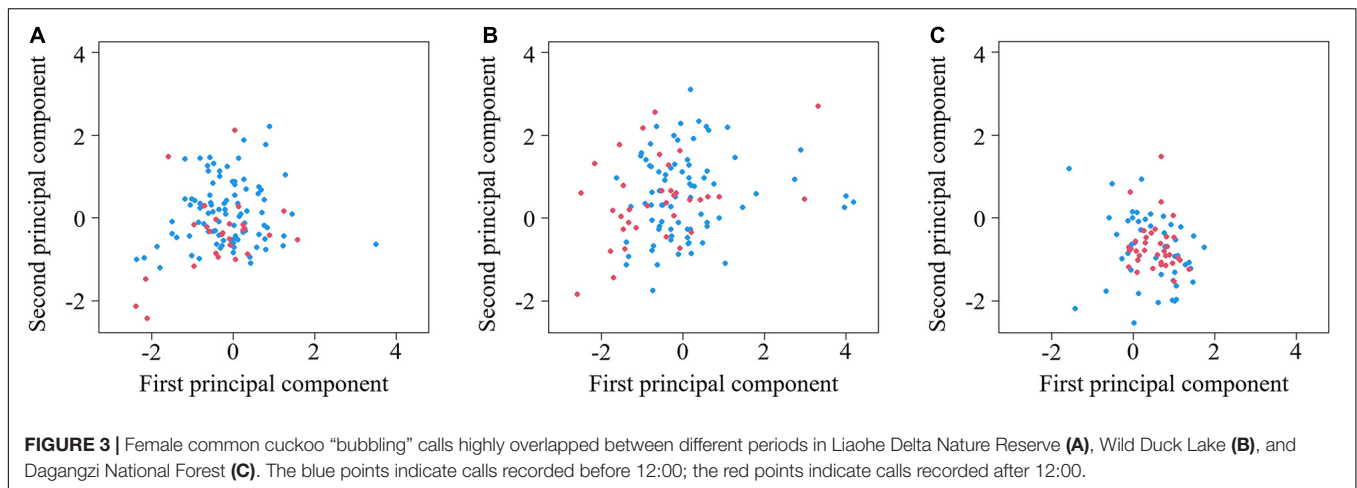 A
B
C
4
2
0
-2
Second principal component
-2
0
2
4
First principal component
4
2
0
-2
Second principal component
-2
0
2
4
First principal component
4
2
0
-2
Second principal component
-2
0
2
4
First principal component
FIGURE 3 | Female common cuckoo “bubbling” calls highly overlapped between different periods in Liaohe Delta Nature Reserve (A), Wild Duck Lake (B), and
Dagangzi National Forest (C). The blue points indicate calls recorded before 12:00; the red points indicate calls recorded after 12:00.